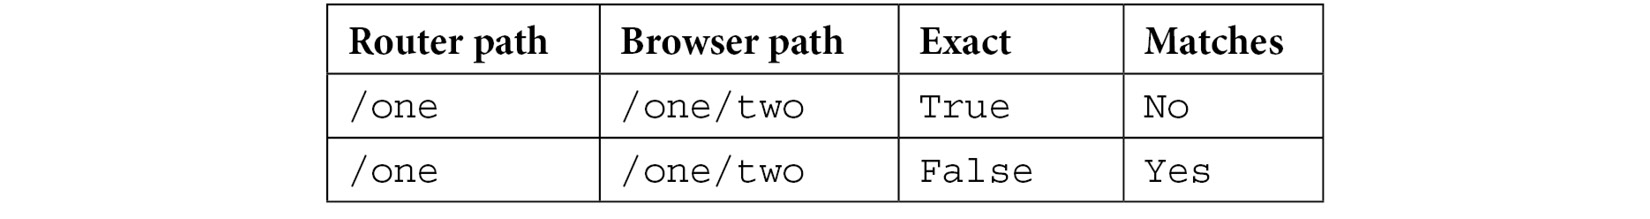 Router path Browser path Exact Matches
/one /one/two True No
/one /one/two False Yes